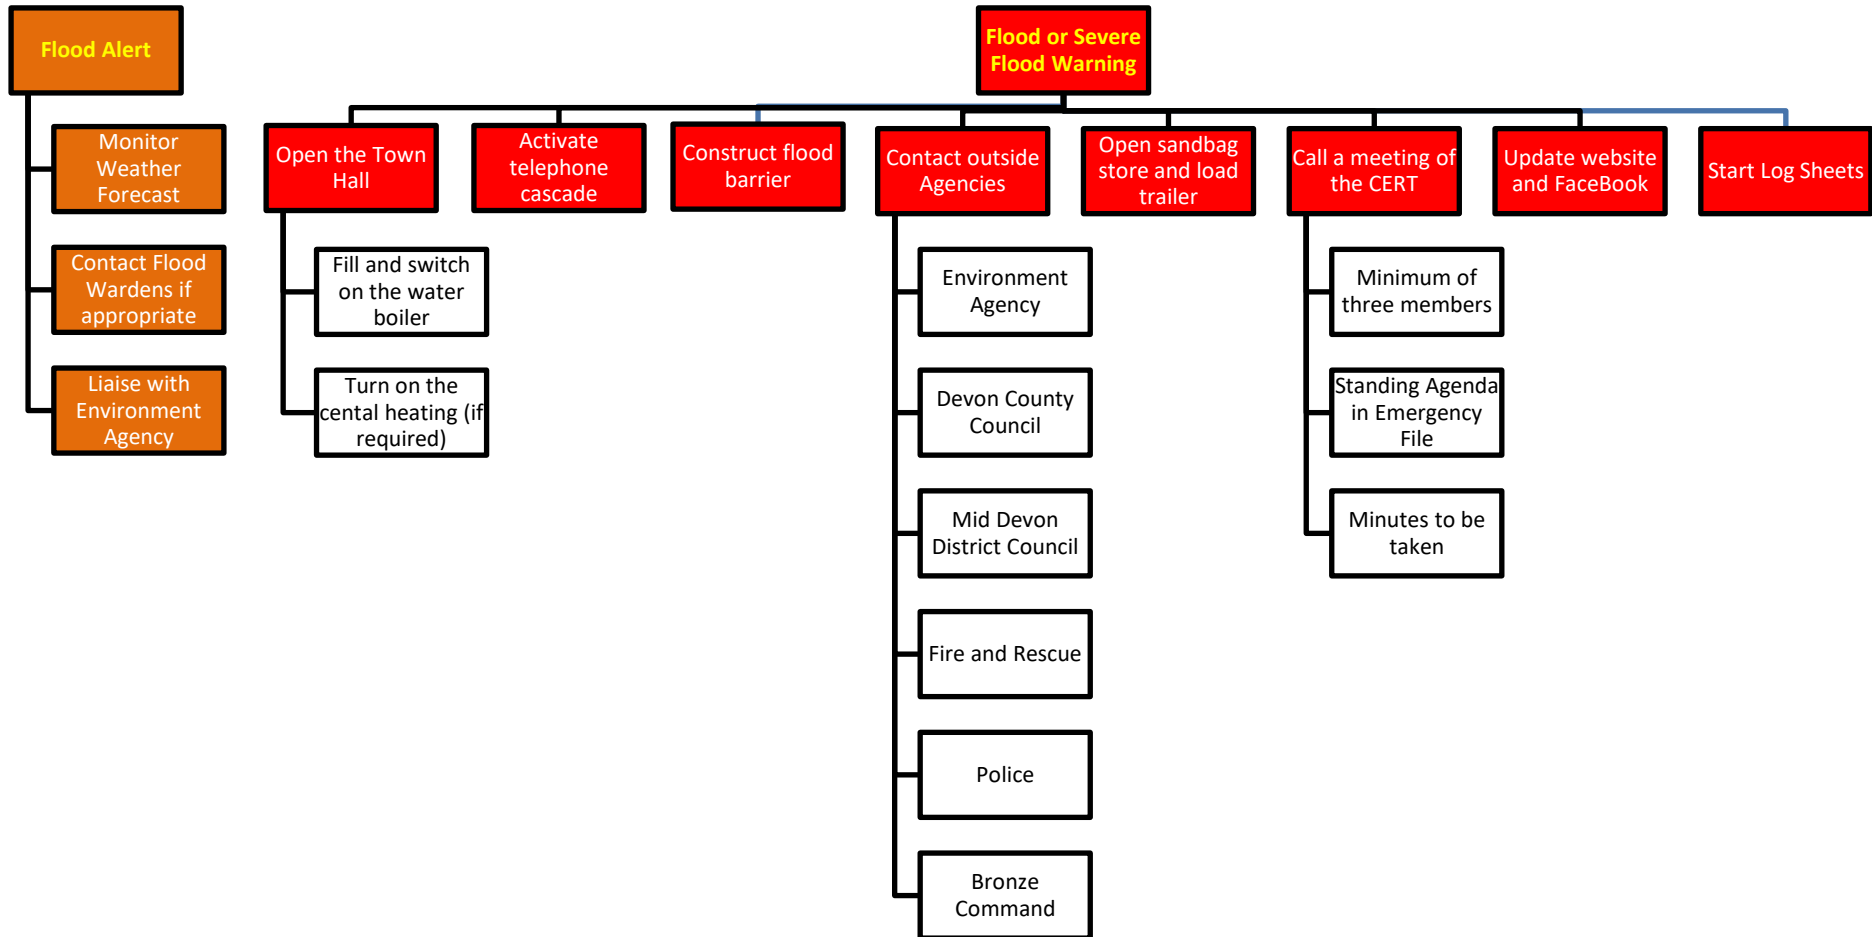 Flood Alert
Monitor
Weather
Forecast
Contact Flood
Wardens if
appropriate
Liaise with
Environment
Agency
Flood or Severe
Flood Warning
Open the Town
Hall
Fill and switch
on the water
boiler
Turn on the
cental heating (if
required)
Activate
telephone
cascade
Construct flood
barrier
Contact outside
Agencies
Environment
Agency
Devon County
Council
Mid Devon
District Council
Fire and Rescue
Police
Bronze
Command
Open sandbag
store and load
trailer
Call a meeting of
the CERT
Minimum of
three members
Standing Agenda
in Emergency
File
Minutes to be
taken
Update website
and FaceBook
Start Log Sheets